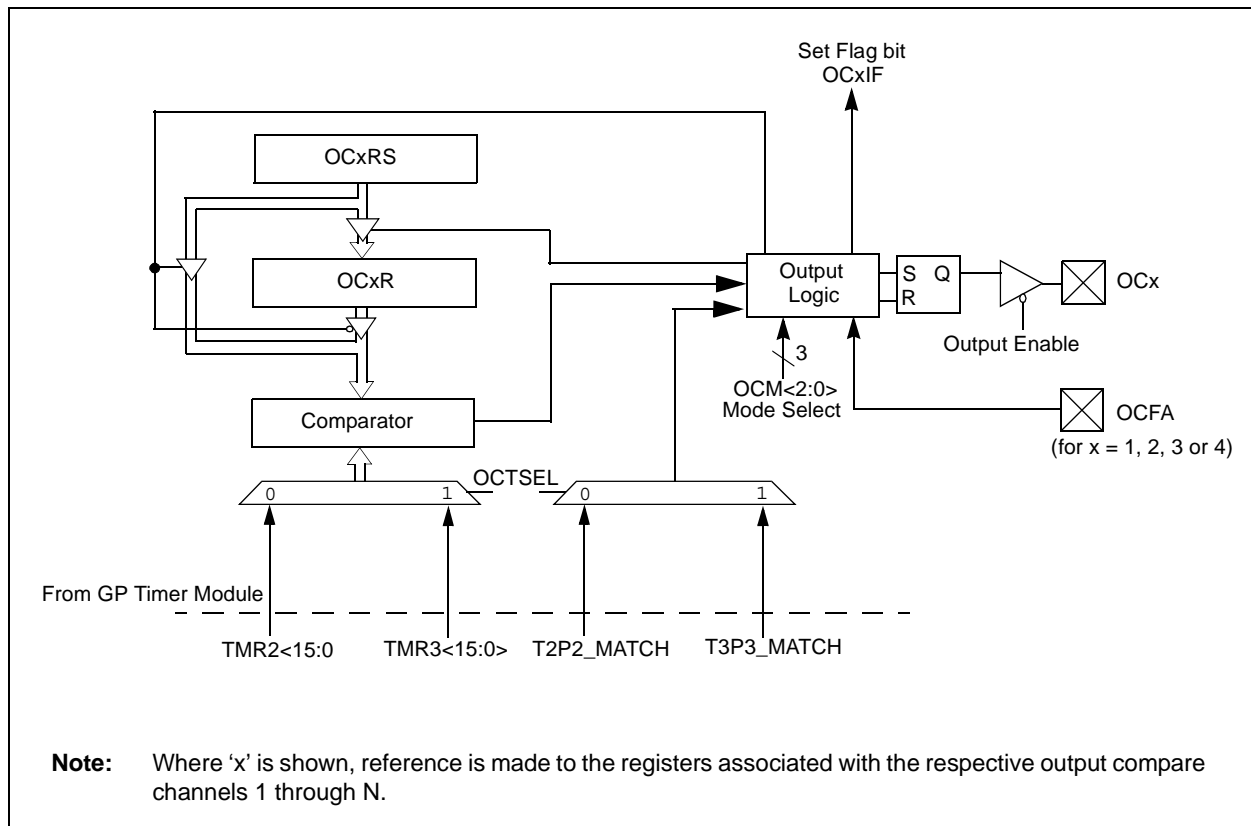 Set Flag bit
OCxIF
OCxRS
OCxR
Output
Logic
S Q
R
OCx
Output Enable
3
OCM<2:0>
Mode Select
OCFA
(for x = 1, 2, 3 or 4)
Comparator
OCTSEL
0 1
0 1
From GP Timer Module
TMR2<15:0 TMR3<15:0> T2P2_MATCH T3P3_MATCH
Note: Where ‘x’ is shown, reference is made to the registers associated with the respective output compare
channels 1 through N.